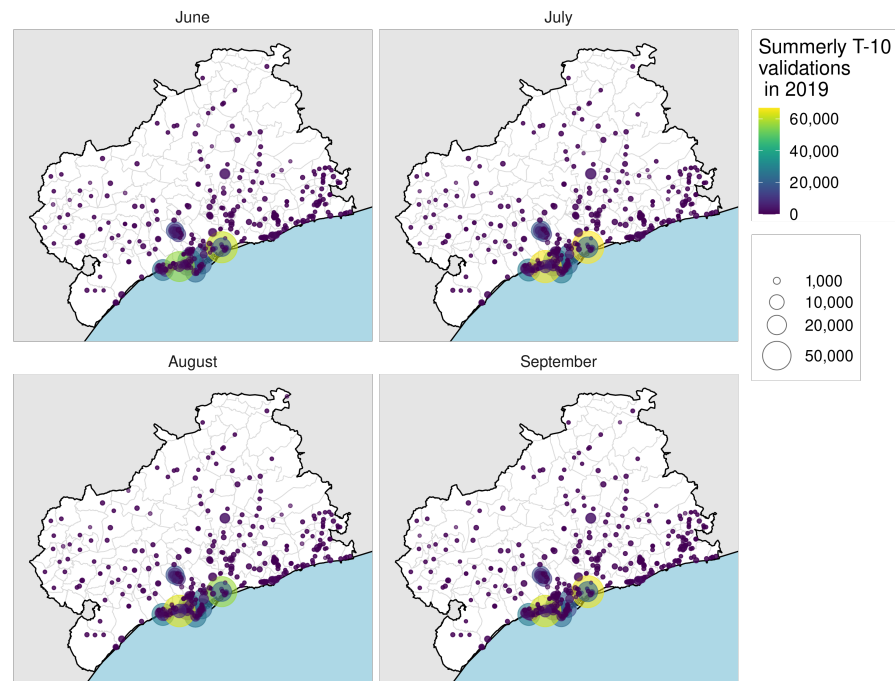 June
July
Summerly T-10
validations
in 2019
60,000
40,000
20,000
0
1,000
10,000
20,000
50,000
August
September